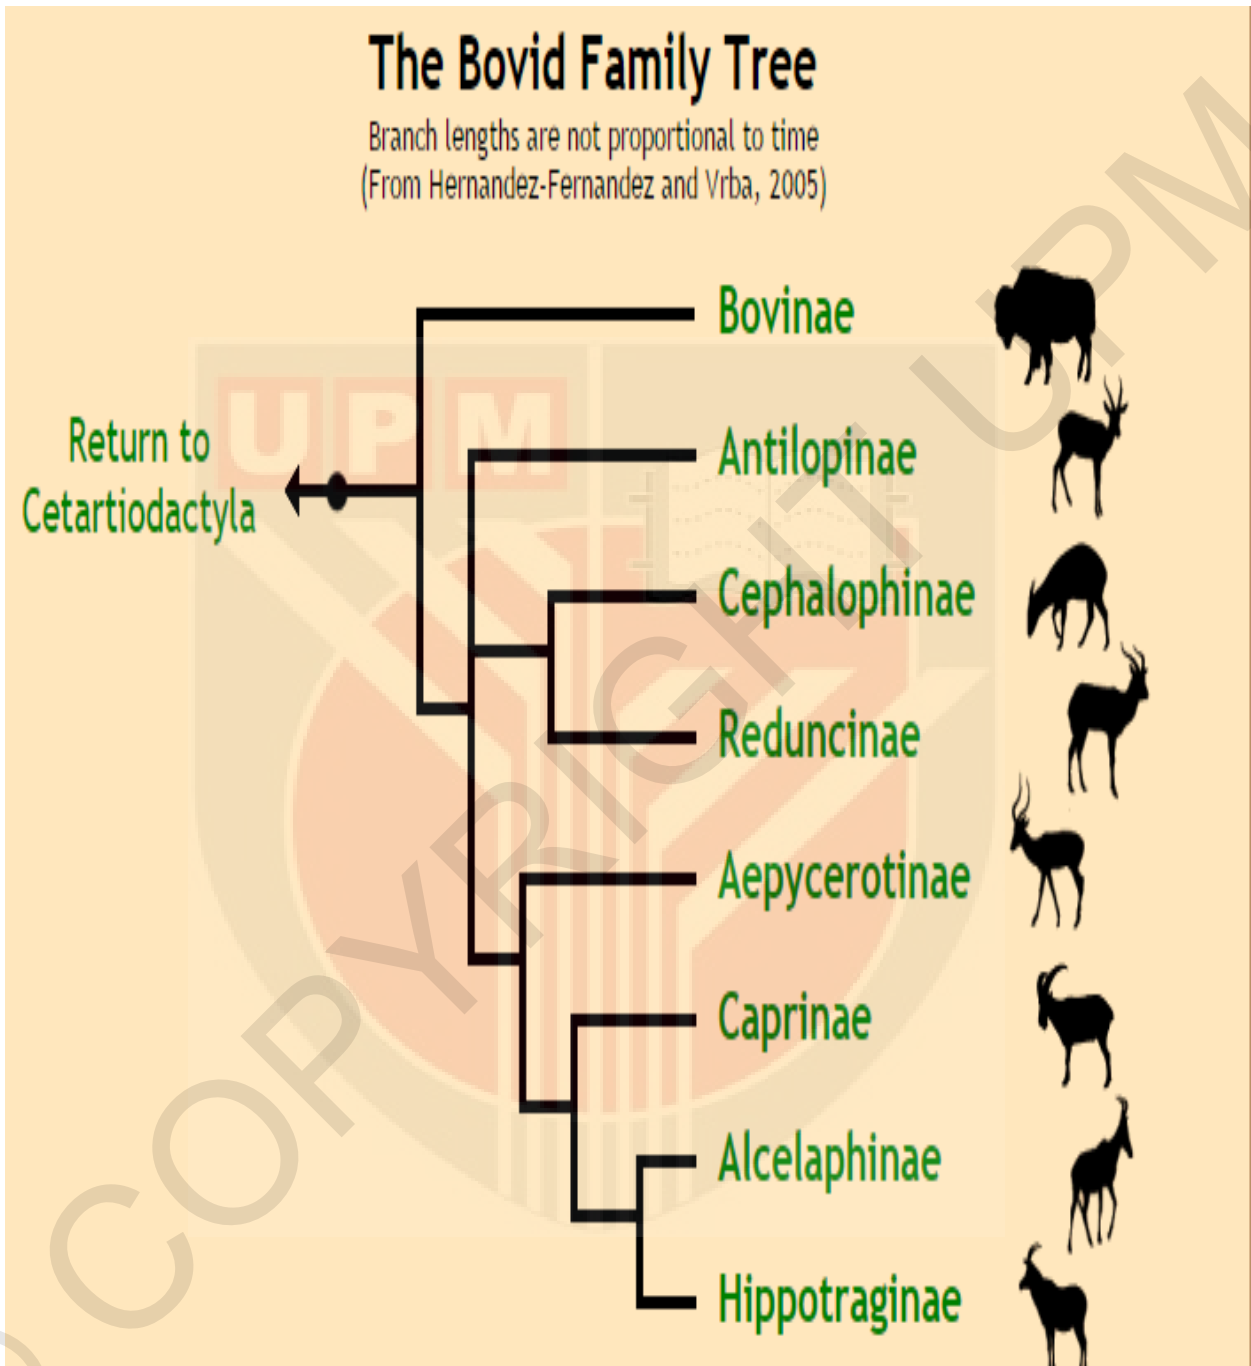 The Bovid Family Tree
Branch lengths are not proportional to time
(From Hernandez-Fernandez and Vrba, 2005)
Bovinae
Return to
Cetartiodactyla
UPM
Antilopinae
Cephalophinae
Reduncinae
Aepycerotinae
Caprinae
Alcelaphinae
Hippotraginae
COPYRIGHT UPM